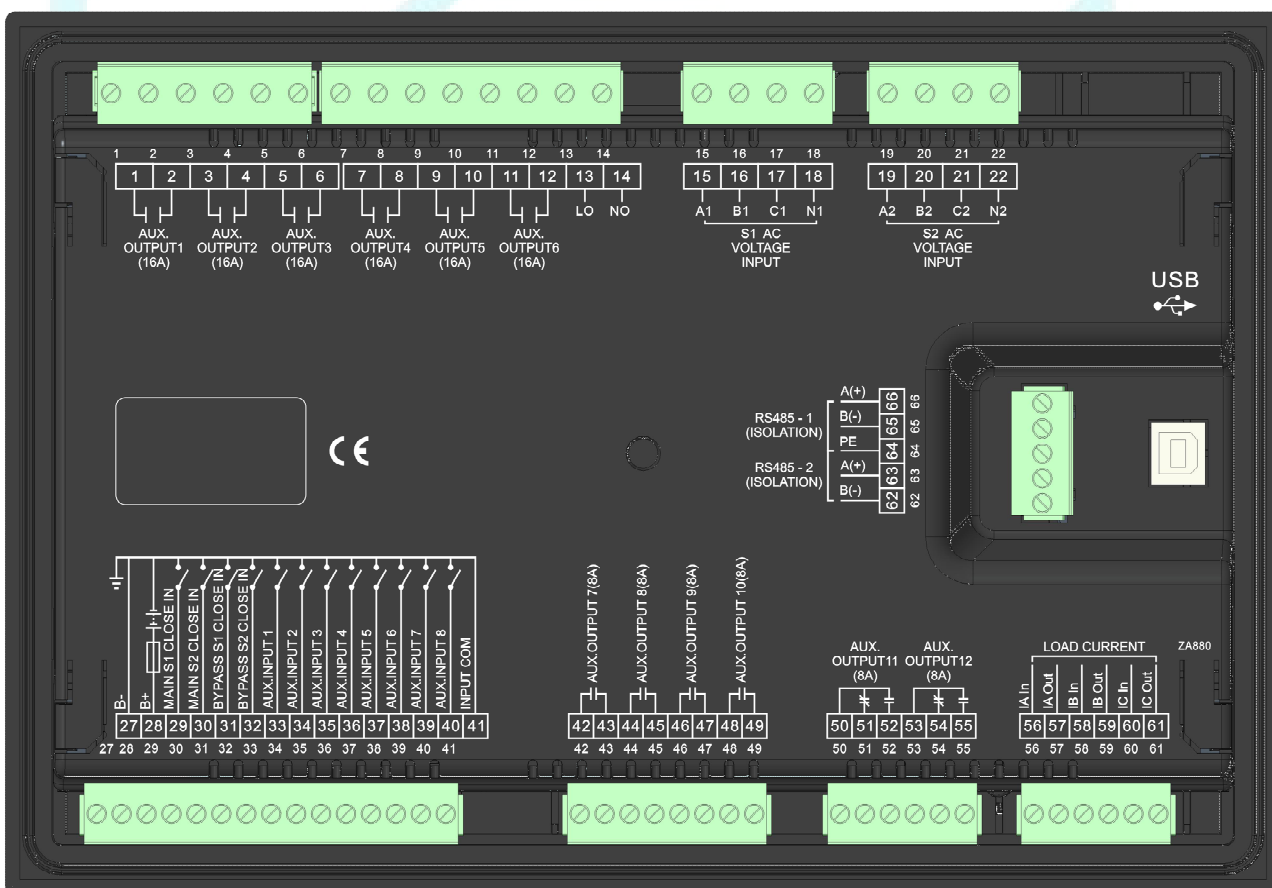 1 2 3 4 5 6 7 8 9 10 11 12 13 14 15 16 17 18 19 20 21 22
1 2 3 4 5 6 7 8 9 10 11 12 13 14 15 16 17 18 19 20 21 22
LO NO A1 B1 C1 N1 A2 B2 C2 N2
AUX. OUTPUT1 (16A)
AUX. OUTPUT2 (16A)
AUX. OUTPUT3 (16A)
AUX. OUTPUT4 (16A)
AUX. OUTPUT5 (16A)
AUX. OUTPUT6 (16A)
S1 AC
VOLTAGE
INPUT
S2 AC
VOLTAGE
INPUT
USB
RS485 - 1
(ISOLATION)
RS485 - 2
(ISOLATION)
A(+) 66 66
B(-) 65 65
PE 64 64
A(+) 63 63
B(-) 62 62
CE
B-
B+
MAIN S1 CLOSE IN
MAIN S2 CLOSE IN
BYPASS S1 CLOSE IN
BYPASS S2 CLOSE IN
AUX.INPUT 1
AUX.INPUT 2
AUX.INPUT 3
AUX.INPUT 4
AUX.INPUT 5
AUX.INPUT 6
AUX.INPUT 7
AUX.INPUT 8
INPUT COM
27 28 29 30 31 32 33 34 35 36 37 38 39 40 41
27 28 29 30 31 32 33 34 35 36 37 38 39 40 41
AUX.OUTPUT 7(8A)
AUX.OUTPUT 8(8A)
AUX.OUTPUT 9(8A)
AUX.OUTPUT 10(8A)
42 43 44 45 46 47 48 49
42 43 44 45 46 47 48 49
AUX. OUTPUT11 (8A)
AUX. OUTPUT12 (8A)
50 51 52 53 54 55
50 51 52 53 54 55
LOAD CURRENT
ZA880
IA In
IA Out
IB In
IB Out
IC In
IC Out
56 57 58 59 60 61
56 57 58 59 60 61